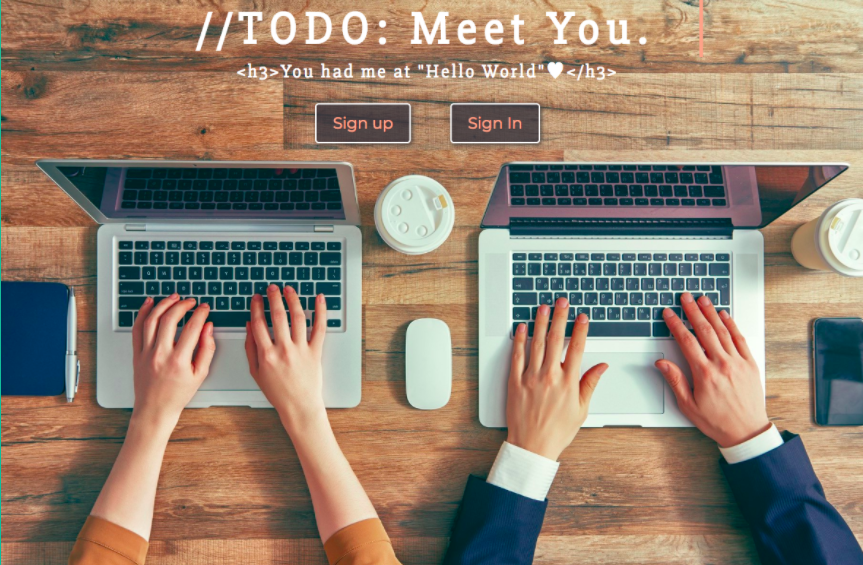 //TODO: Meet You.
<h3>You had me at "Hello World"♥</h3>
Sign up
Sign In